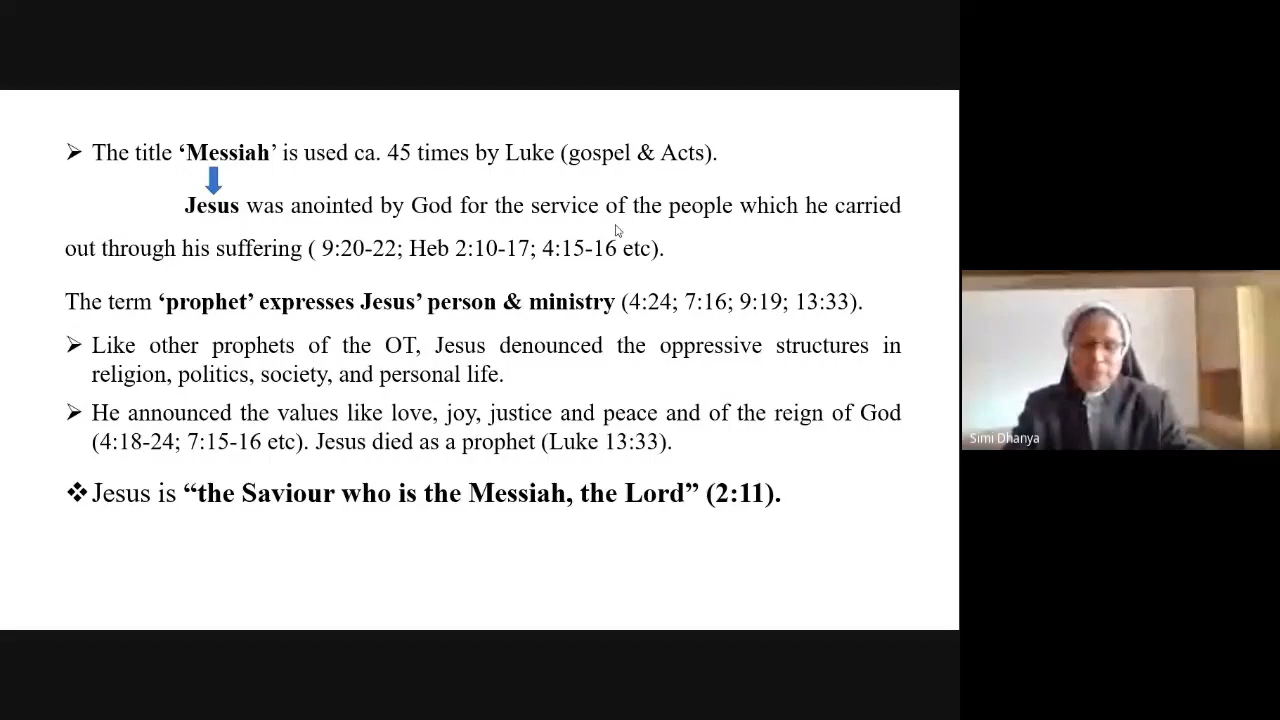 ➢ The title ‘Messiah’ is used ca. 45 times by Luke (gospel & Acts).
Jesus was anointed by God for the service of the people which he carried
out through his suffering ( 9:20-22; Heb 2:10-17; 4:15-16 etc).
The term ‘prophet’ expresses Jesus’ person & ministry (4:24; 7:16; 9:19; 13:33).
➢ Like other prophets of the OT, Jesus denounced the oppressive structures in
religion, politics, society, and personal life.
➢ He announced the values like love, joy, justice and peace and of the reign of God
(4:18-24; 7:15-16 etc). Jesus died as a prophet (Luke 13:33).
❖ Jesus is “the Saviour who is the Messiah, the Lord” (2:11).
Simi Dhanya